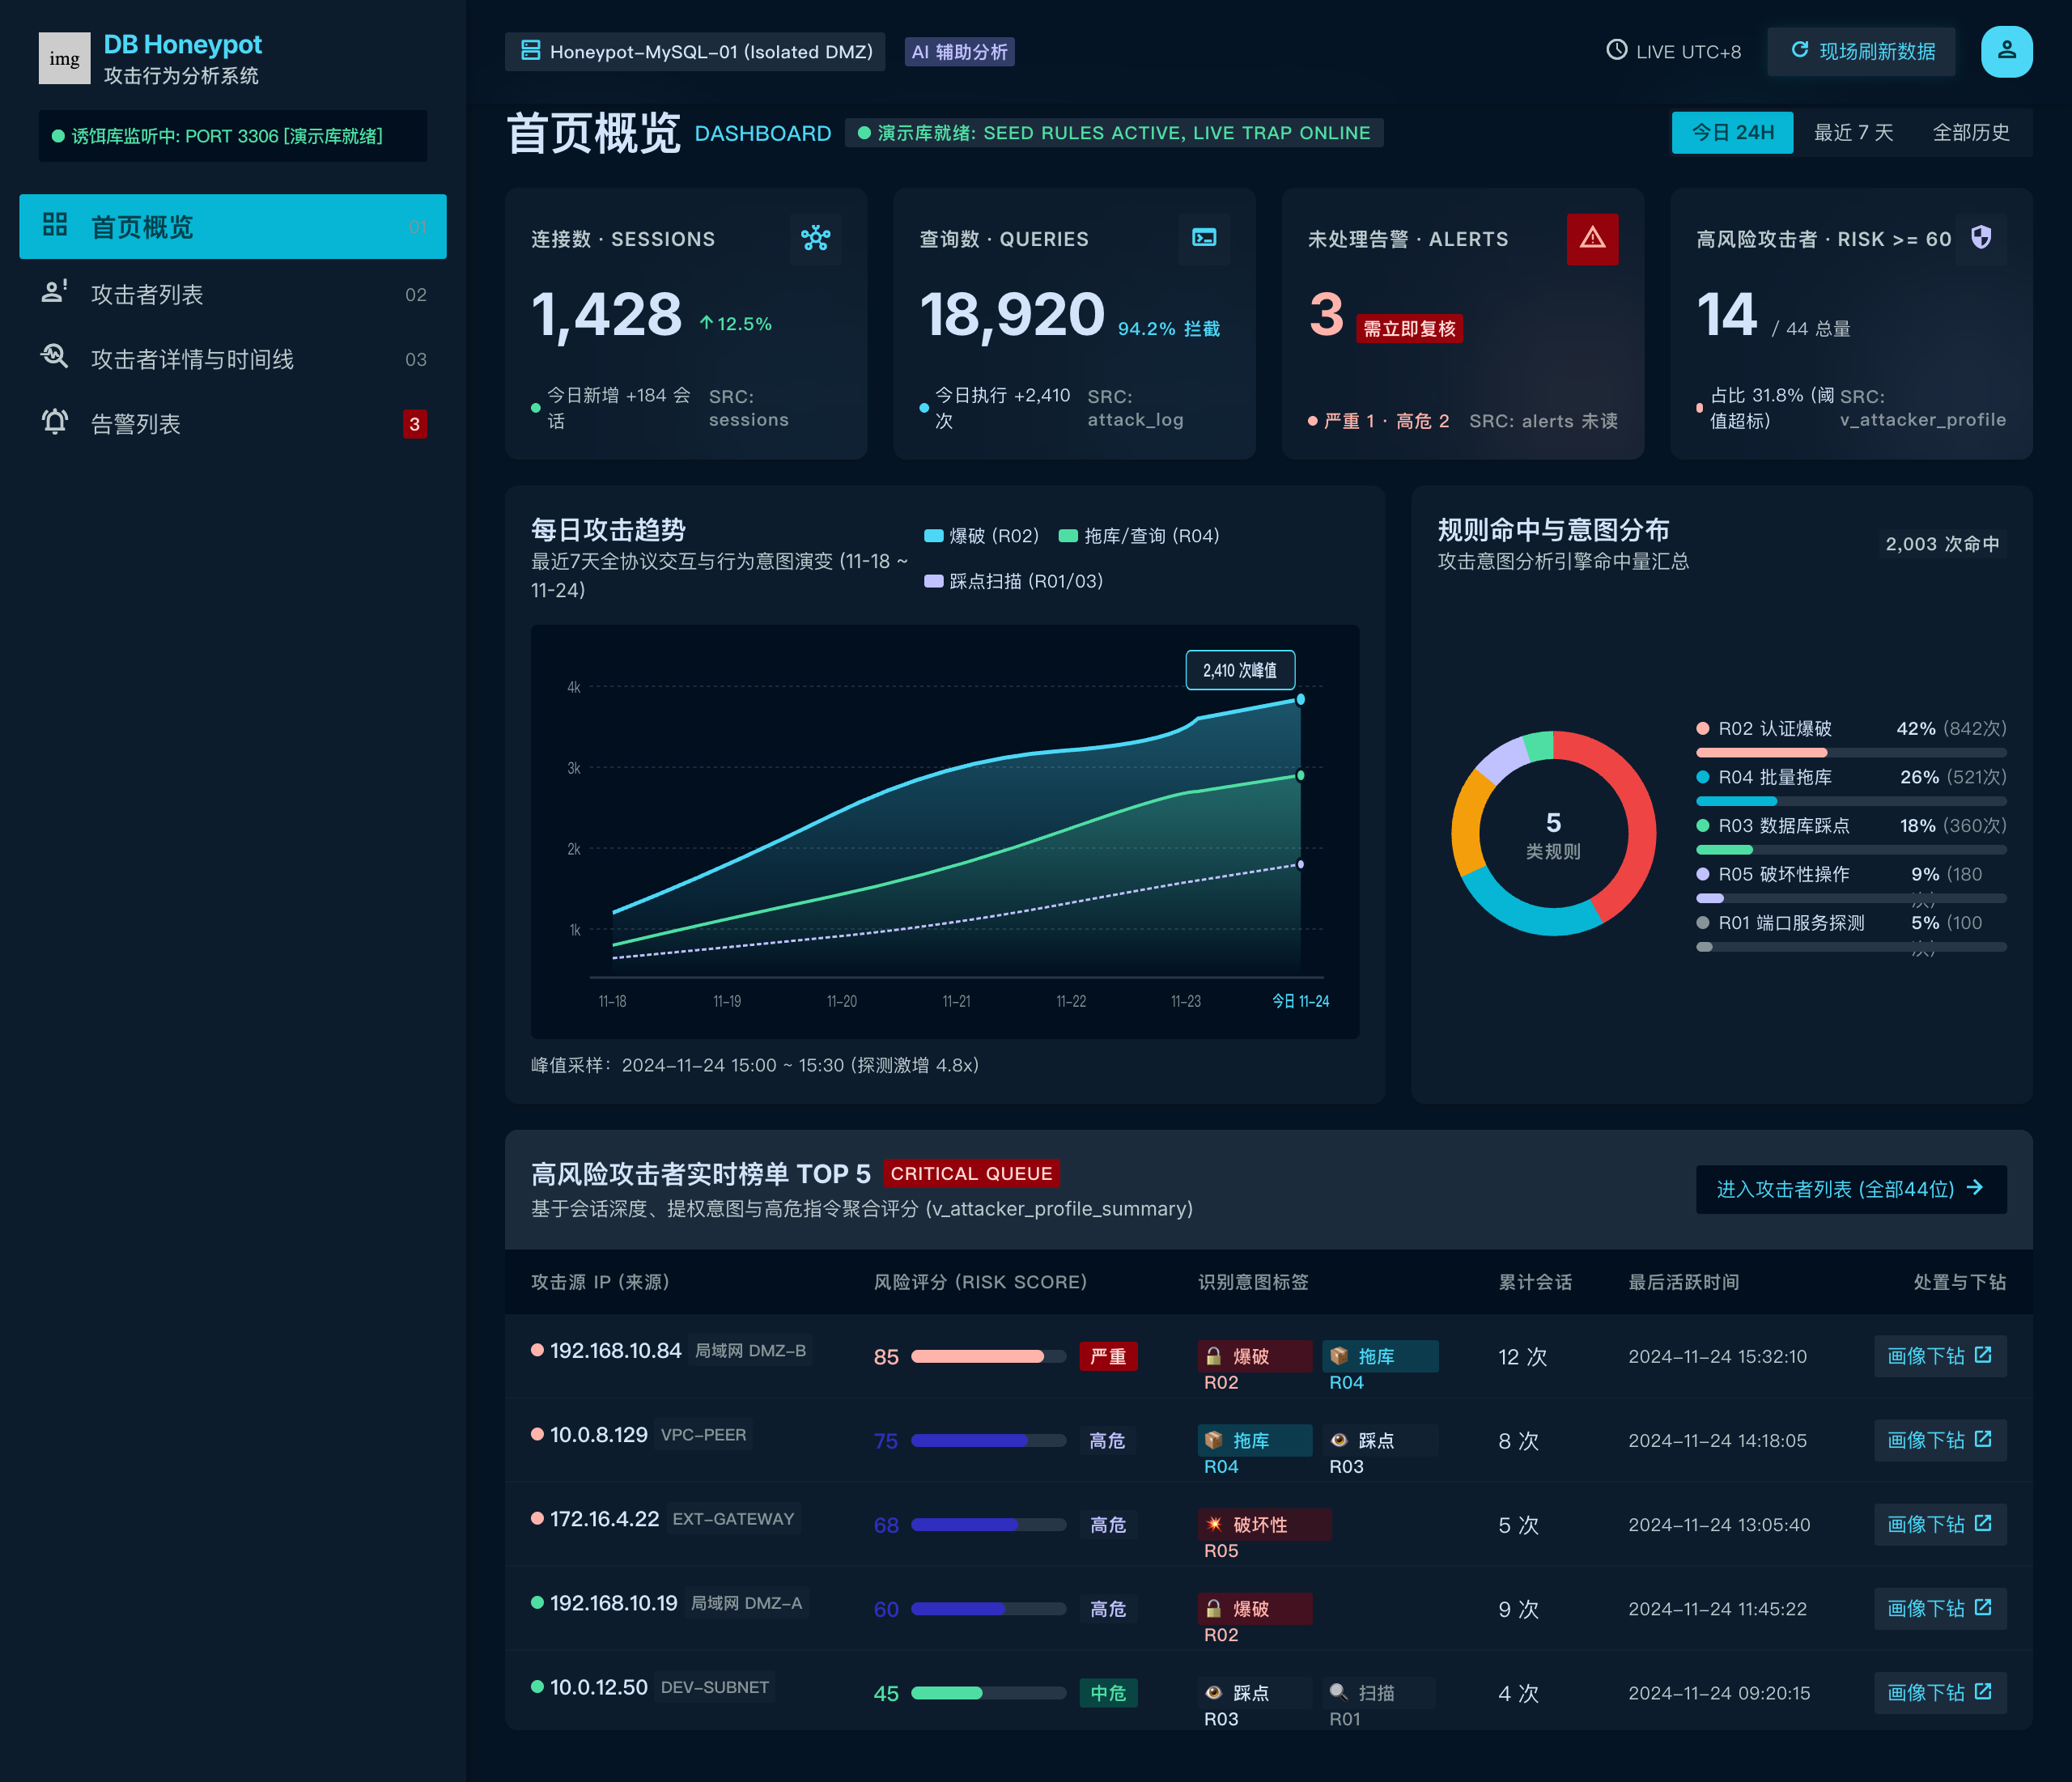 img
DB Honeypot
攻击行为分析系统
诱饵库监听中: PORT 3306 [演示库就绪]
首页概览 01
攻击者列表 02
攻击者详情与时间线 03
告警列表 3
Honeypot-MySQL-01 (Isolated DMZ)
AI 辅助分析
LIVE UTC+8
现场刷新数据
首页概览 DASHBOARD
演示库就绪: SEED RULES ACTIVE, LIVE TRAP ONLINE
今日 24H
最近 7 天
全部历史
连接数 · SESSIONS
1,428 12.5%
今日新增 +184 会
话
SRC:
sessions
查询数 · QUERIES
18,920 94.2% 拦截
今日执行 +2,410
次
SRC:
attack_log
未处理告警 · ALERTS
3 需立即复核
严重 1 · 高危 2
SRC: alerts 未读
高风险攻击者 · RISK >= 60
14 / 44 总量
占比 31.8% (阈
值超标)
SRC:
v_attacker_profile
每日攻击趋势
最近7天全协议交互与行为意图演变 (11-18 ~
11-24)
爆破 (R02)
拖库/查询 (R04)
踩点扫描 (R01/03)
2,410 次峰值
4k
3k
2k
1k
11-18
11-19
11-20
11-21
11-22
11-23
今日 11-24
峰值采样: 2024-11-24 15:00 ~ 15:30 (探测激增 4.8x)
规则命中与意图分布
攻击意图分析引擎命中量汇总
2,003 次命中
5
类规则
R02 认证爆破 42% (842次)
R04 批量拖库 26% (521次)
R03 数据库踩点 18% (360次)
R05 破坏性操作 9% (180
次)
R01 端口服务探测 5% (100
次)
高风险攻击者实时榜单 TOP 5 CRITICAL QUEUE
基于会话深度、提权意图与高危指令聚合评分 (v_attacker_profile_summary)
进入攻击者列表 (全部44位)
攻击源 IP (来源) 风险评分 (RISK SCORE) 识别意图标签 累计会话 最后活跃时间 处置与下钻
192.168.10.84 局域网 DMZ-B 85 严重 爆破 拖库 12 次 2024-11-24 15:32:10 画像下钻
R02 R04
10.0.8.129 VPC-PEER 75 高危 拖库 踩点 8 次 2024-11-24 14:18:05 画像下钻
R04 R03
172.16.4.22 EXT-GATEWAY 68 高危 破坏性 5 次 2024-11-24 13:05:40 画像下钻
R05
192.168.10.19 局域网 DMZ-A 60 高危 爆破 9 次 2024-11-24 11:45:22 画像下钻
R02
10.0.12.50 DEV-SUBNET 45 中危 踩点 扫描 4 次 2024-11-24 09:20:15 画像下钻
R03 R01